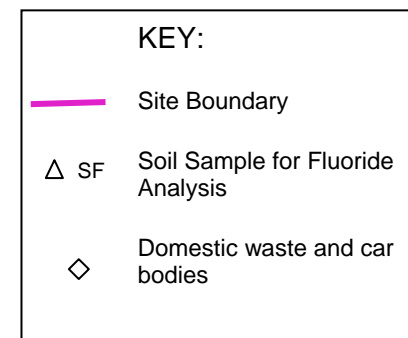 KEY:
Site Boundary
SF Soil Sample for Fluoride
Analysis
Domestic waste and car
bodies